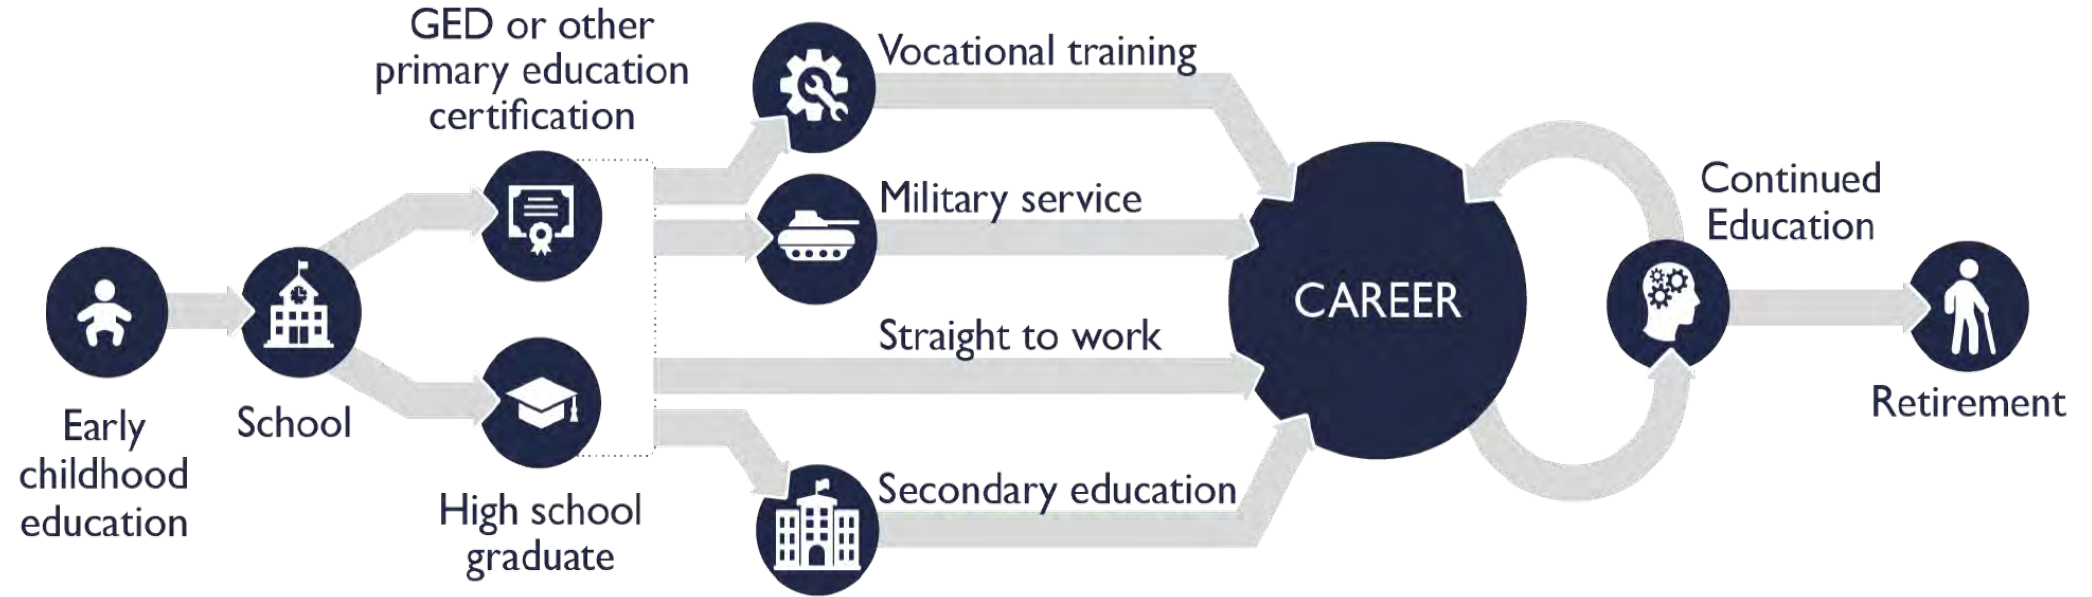 GED or other
primary education
certification
Vocational training
Military service
Continued
Education
CAREER
Straight to work
Early
childhood
education
School
High school
graduate
Secondary education
Retirement